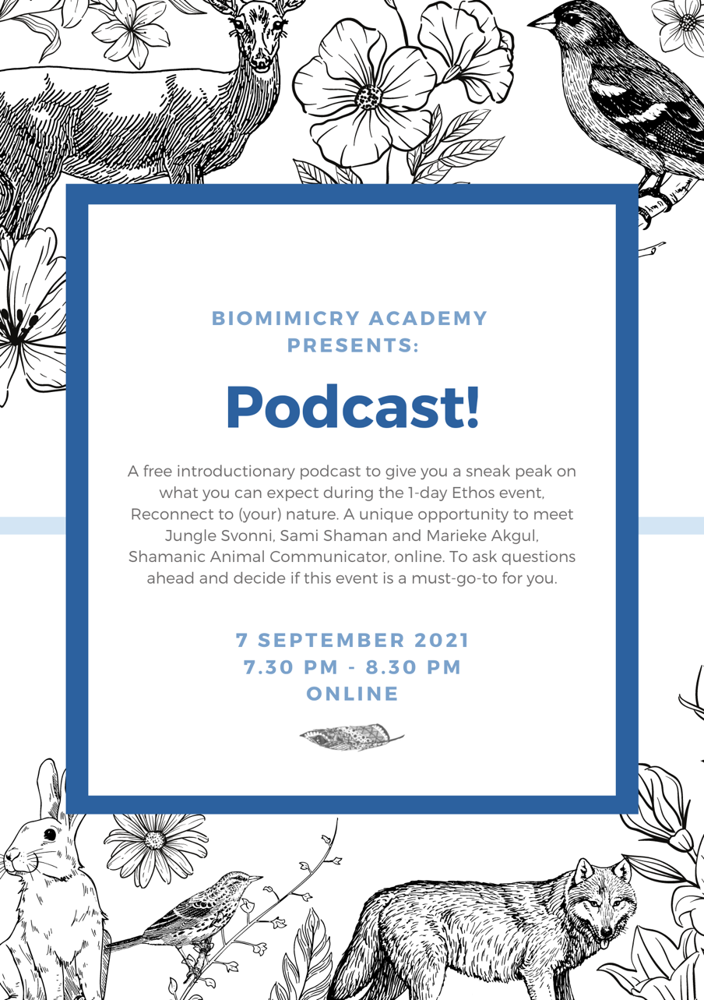 BIOMIMICRY ACADEMY
PRESENTS:
Podcast!
A free introductionary podcast to give you a sneak peak on
what you can expect during the 1-day Ethos event,
Reconnect to (your) nature. A unique opportunity to meet
Jungle Svonni, Sami Shaman and Marieke Akgul,
Shamanic Animal Communicator, online. To ask questions
ahead and decide if this event is a must-go-to for you.
7 SEPTEMBER 2021
7.30 PM - 8.30 PM
ONLINE